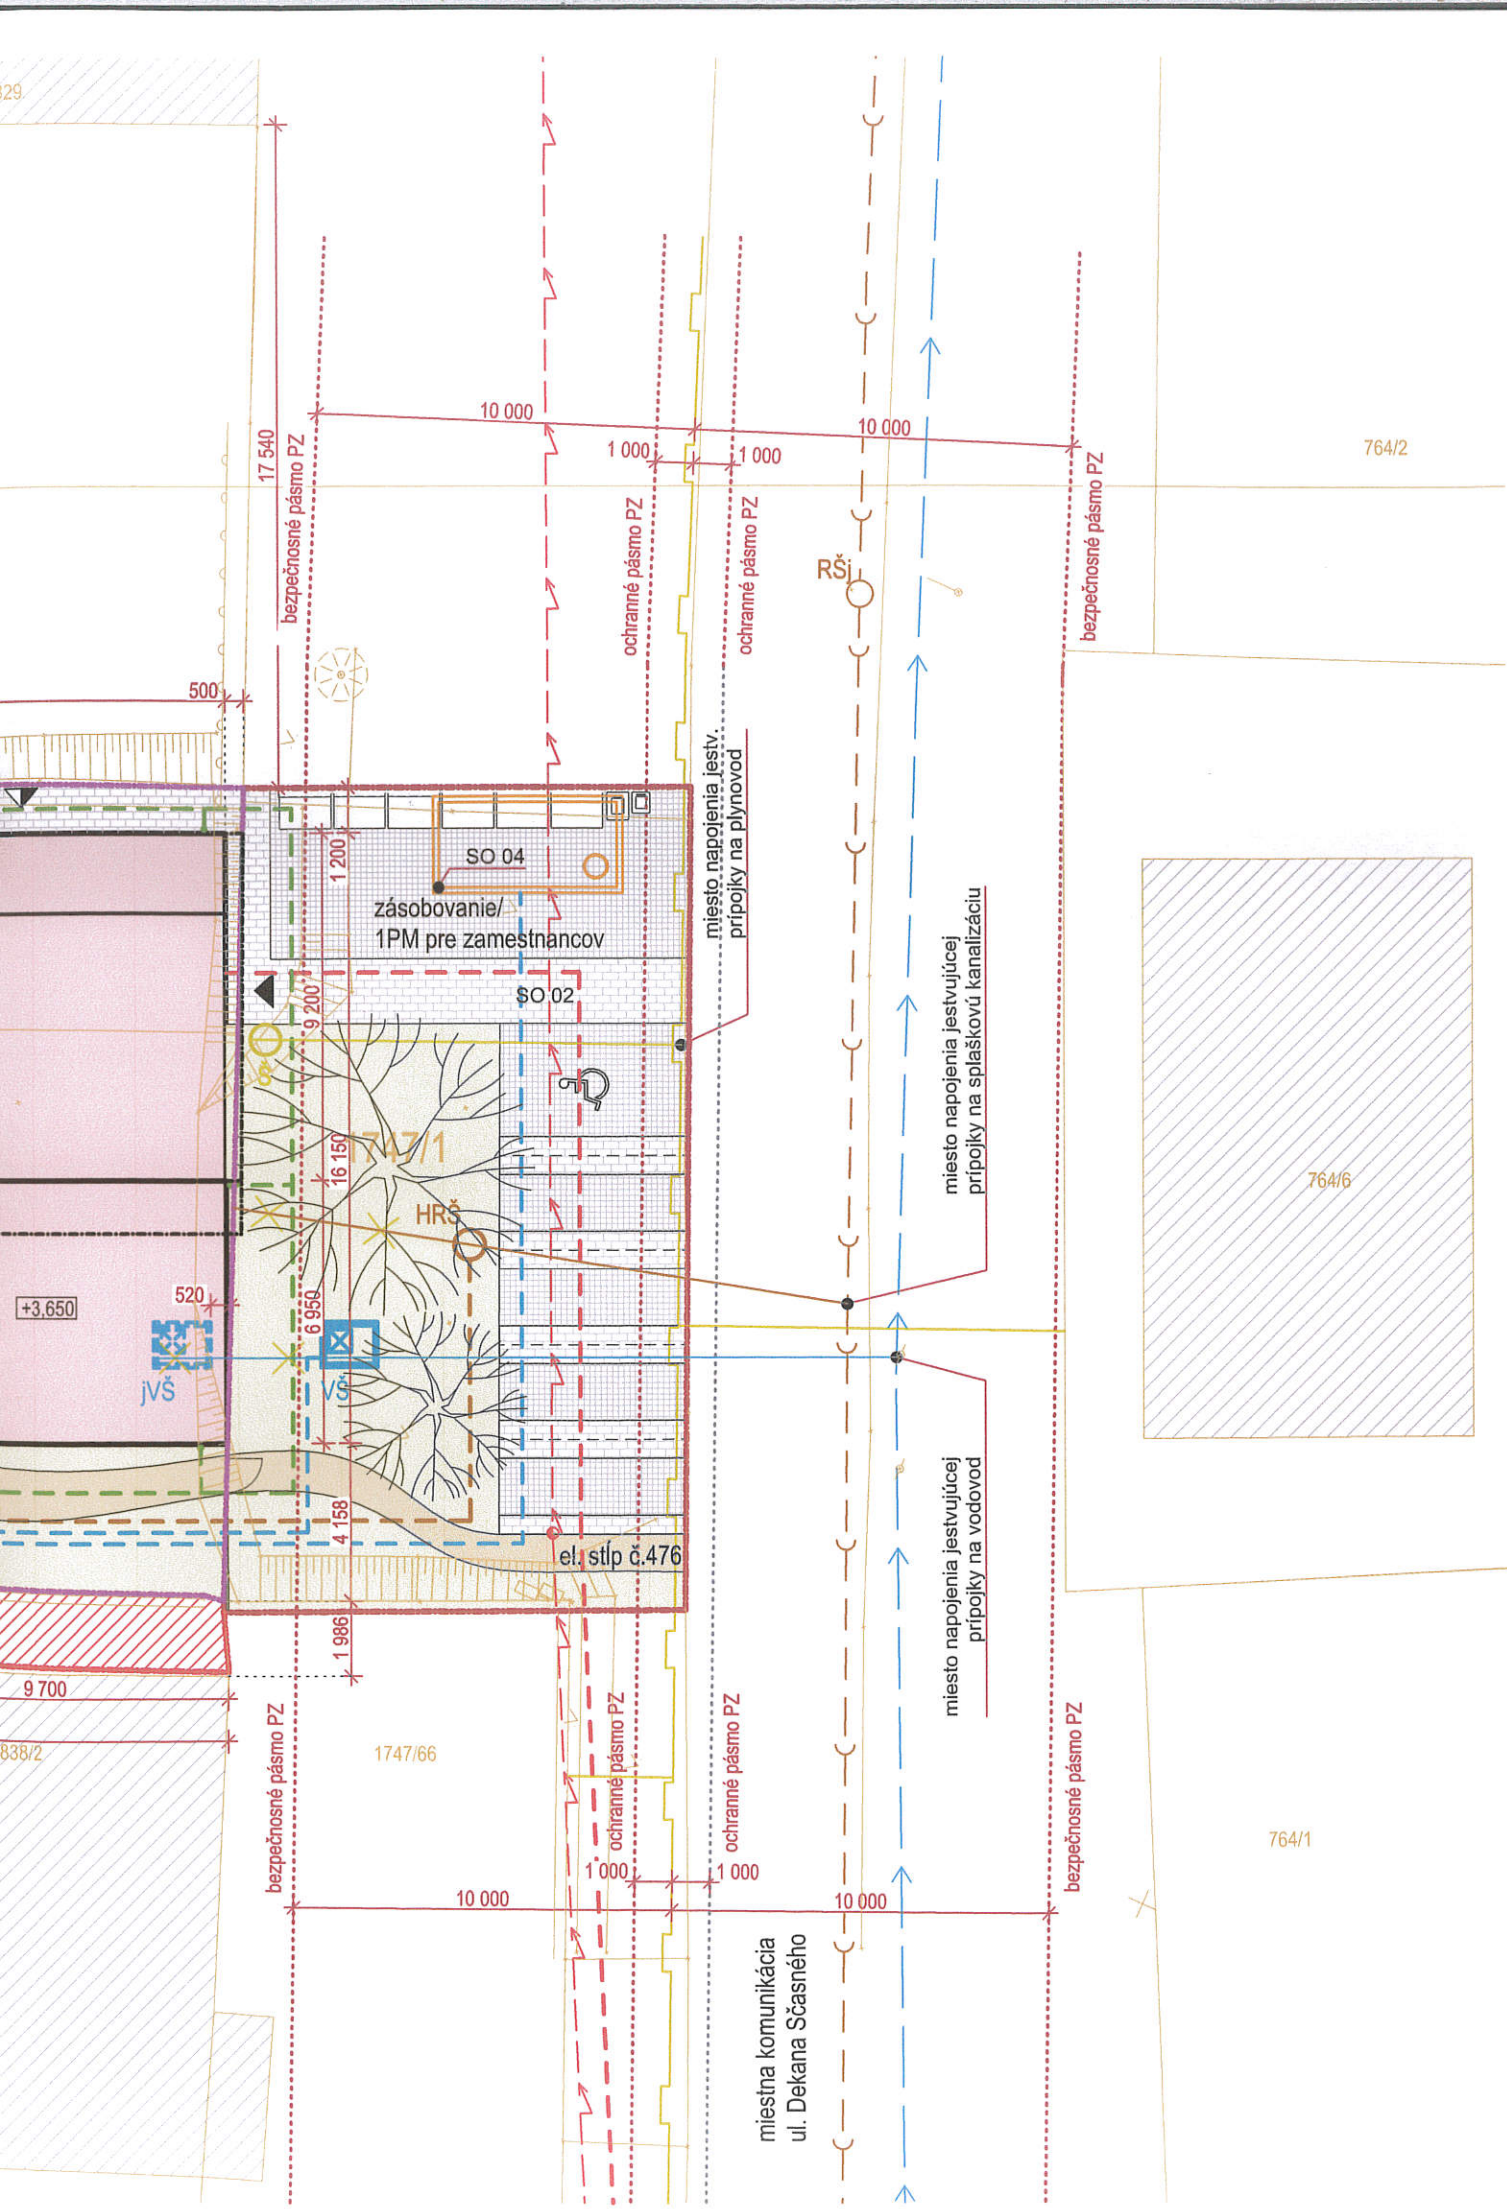 329
17 540
10 000
10 000
764/2
1 000
1 000
bezpečnosné pásmo PZ
ochranné pásmo PZ
ochranné pásmo PZ
bezpečnosné pásmo PZ
RŠj
500
miesto napojenia jestv.
prípojky na plynovod
1 200
SO 04
zásobovanie/
1PM pre zamestnancov
9 200
SO 02
miesto napojenia jestvujúcej
prípojky na splaškovú kanalizáciu
1747/1
16 150
764/6
HRŠ
520
+3,650
6 950
jVŠ
VŠ
miesto napojenia jestvujúcej
prípojky na vodovod
4 158
el. stĺp č.476
1 986
9 700
838/2
1747/66
bezpečnosné pásmo PZ
ochranné pásmo PZ
ochranné pásmo PZ
bezpečnosné pásmo PZ
764/1
1 000
1 000
10 000
10 000
miestna komunikácia
ul. Dekana Sčasného